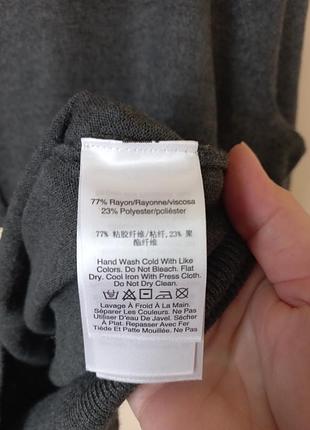 77% Rayon/Rayonne/viscosa
23% Polyester/poliéster
77% 粘胶纤维/粘纤, 23% 聚
酯纤维
Hand Wash Cold With Like
Colors. Do Not Bleach. Flat
Dry. Cool Iron With Press Cloth.
Do Not Dry Clean.
Lavage À Froid À La Main.
Séparer Les Couleurs. Ne Pas
Utiliser D'Eau De Javel. Sécher
À Plat. Repasser Avec Fer
Tiède Et Patte Mouillée. Ne Pas